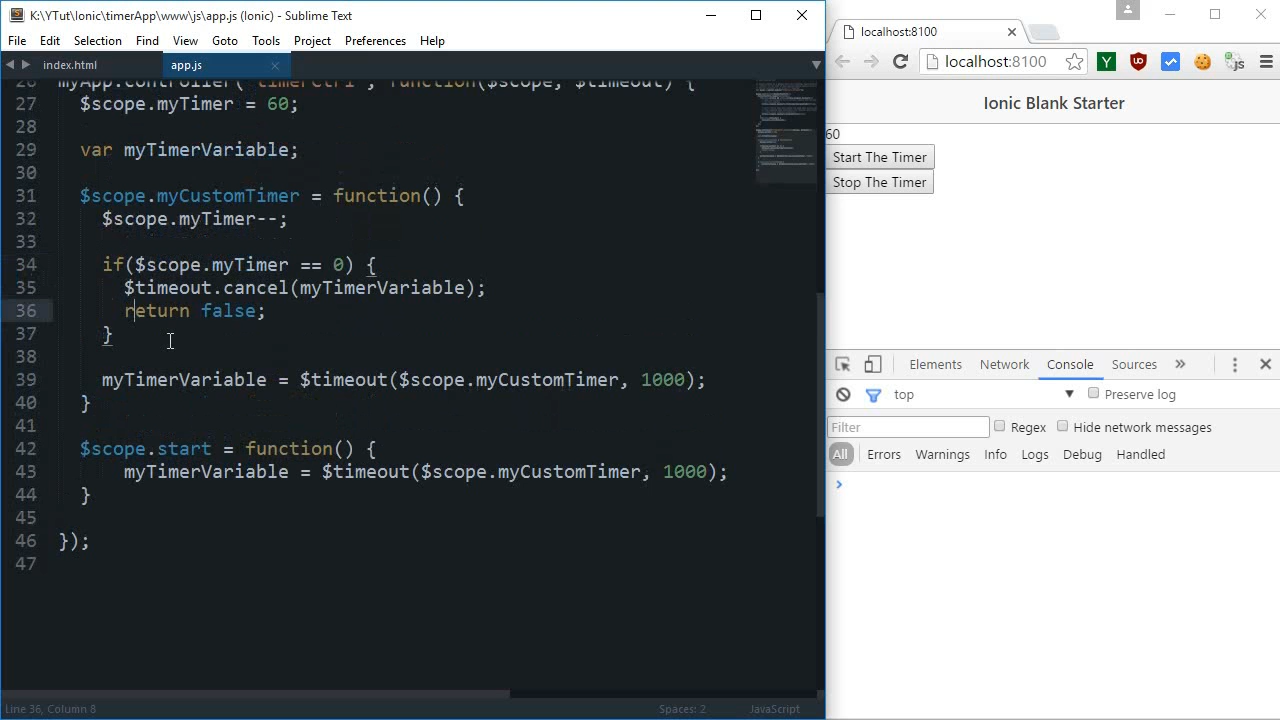 K:\YTut\Ionic\timerApp\www\js\app.js (Ionic) - Sublime Text
File Edit Selection Find View Goto Tools Project Preferences Help
index.html app.js
27 $scope.myTimer = 60;
28
29 var myTimerVariable;
30
31 $scope.myCustomTimer = function() {
32 $scope.myTimer--;
33
34 if($scope.myTimer == 0) {
35 $timeout.cancel(myTimerVariable);
36 return false;
37 }
38
39 myTimerVariable = $timeout($scope.myCustomTimer, 1000);
40 }
41
42 $scope.start = function() {
43 myTimerVariable = $timeout($scope.myCustomTimer, 1000);
44 }
45
46 });
47
Line 36, Column 8 Spaces: 2 JavaScript
localhost:8100
localhost:8100
Ionic Blank Starter
60
Start The Timer
Stop The Timer
Elements Network Console Sources
top Preserve log
Filter Regex Hide network messages
All Errors Warnings Info Logs Debug Handled